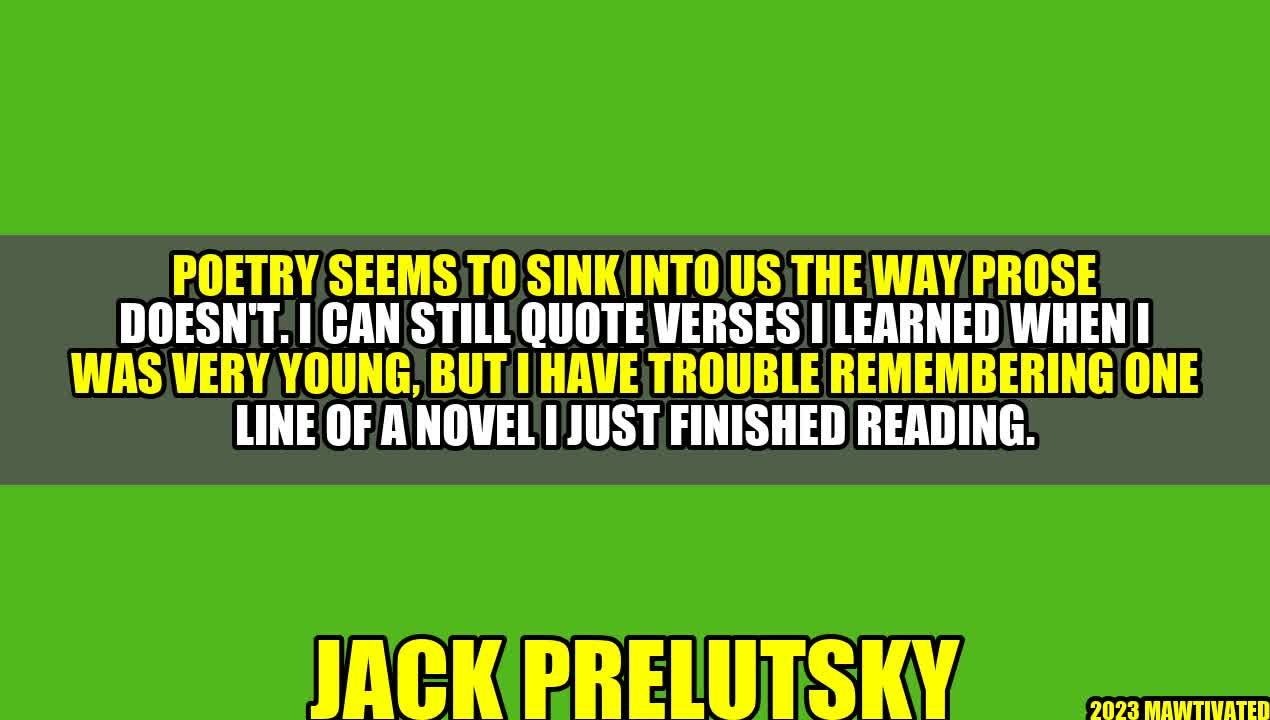 POETRY SEEMS TO SINK INTO US THE WAY PROSE
DOESN'T. I CAN STILL QUOTE VERSES I LEARNED WHEN I
WAS VERY YOUNG, BUT I HAVE TROUBLE REMEMBERING ONE
LINE OF A NOVEL I JUST FINISHED READING.
JACK PRELUTSKY
2023 MAWTIVATED